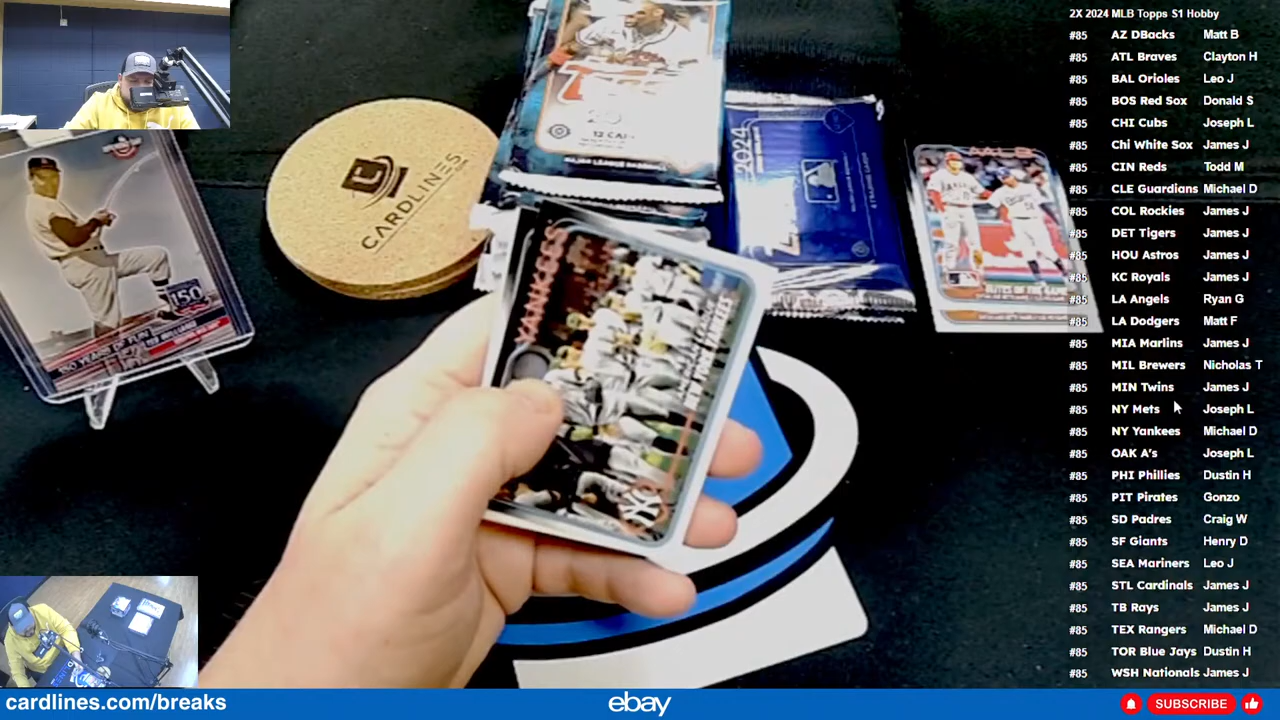 2X 2024 MLB Topps S1 Hobby
#85 AZ DBacks Matt B
#85 ATL Braves Clayton H
#85 BAL Orioles Leo J
#85 BOS Red Sox Donald S
#85 CHI Cubs Joseph L
#85 Chi White Sox James J
#85 CIN Reds Todd M
#85 CLE Guardians Michael D
#85 COL Rockies James J
#85 DET Tigers James J
#85 HOU Astros James J
#85 KC Royals James J
#85 LA Angels Ryan G
#85 LA Dodgers Matt F
#85 MIA Marlins James J
#85 MIL Brewers Nicholas T
#85 MIN Twins James J
#85 NY Mets Joseph L
#85 NY Yankees Michael D
#85 OAK A's Joseph L
#85 PHI Phillies Dustin H
#85 PIT Pirates Gonzo
#85 SD Padres Craig W
#85 SF Giants Henry D
#85 SEA Mariners Leo J
#85 STL Cardinals James J
#85 TB Rays James J
#85 TEX Rangers Michael D
#85 TOR Blue Jays Dustin H
#85 WSH Nationals James J
CARDLINES
MAJOR LEAGUE BASEBALL
2024
YANKEES
150
cardlines.com/breaks
ebay
SUBSCRIBE